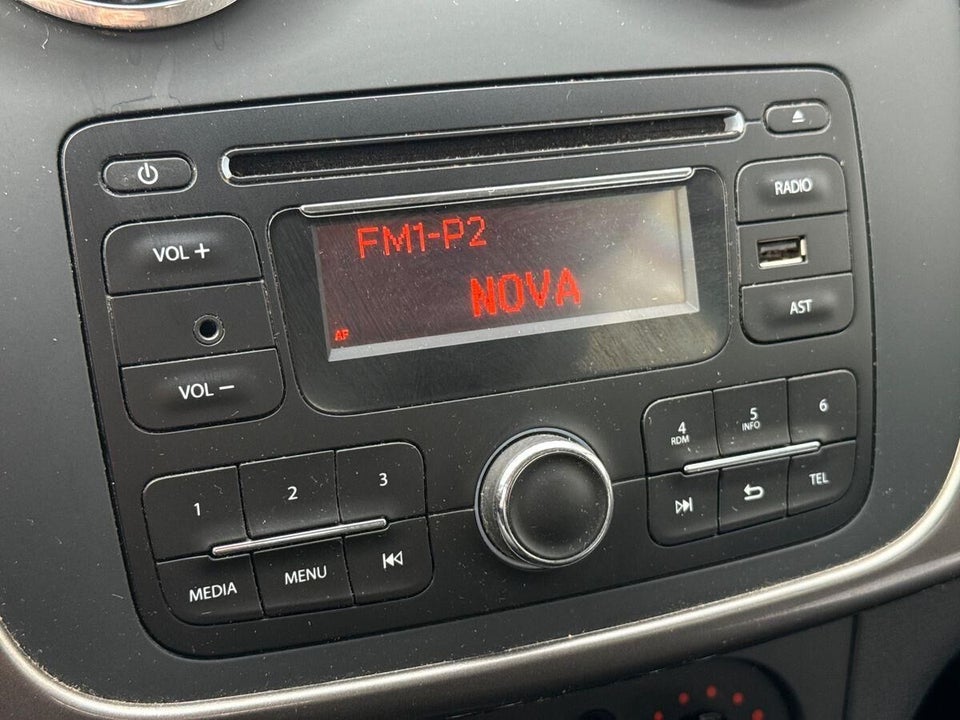 RADIO
VOL +
FM1-P2
NOVA
AF
AST
VOL −
4
RDM
5
INFO
6
1
2
3
TEL
MEDIA
MENU